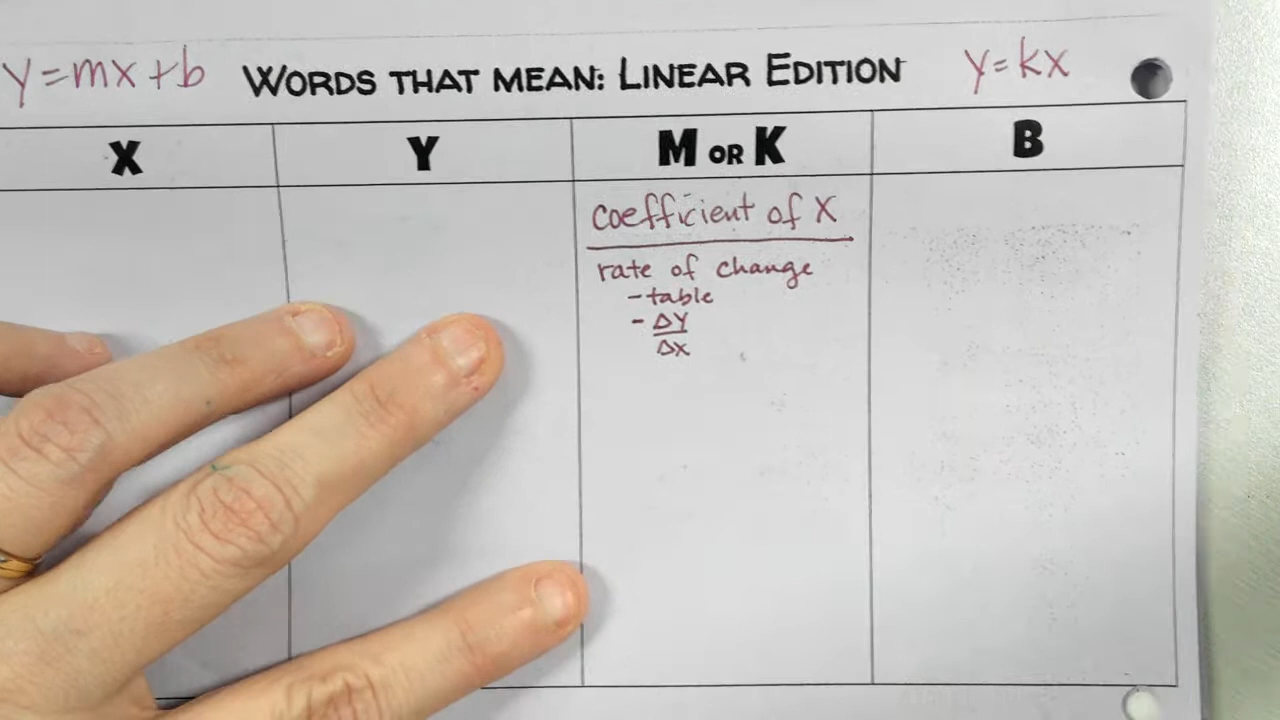 y=mx+b WORDS THAT MEAN: LINEAR EDITION y=kx
X Y M OR K B
coefficient of X
rate of change
- table
- ΔY
ΔX